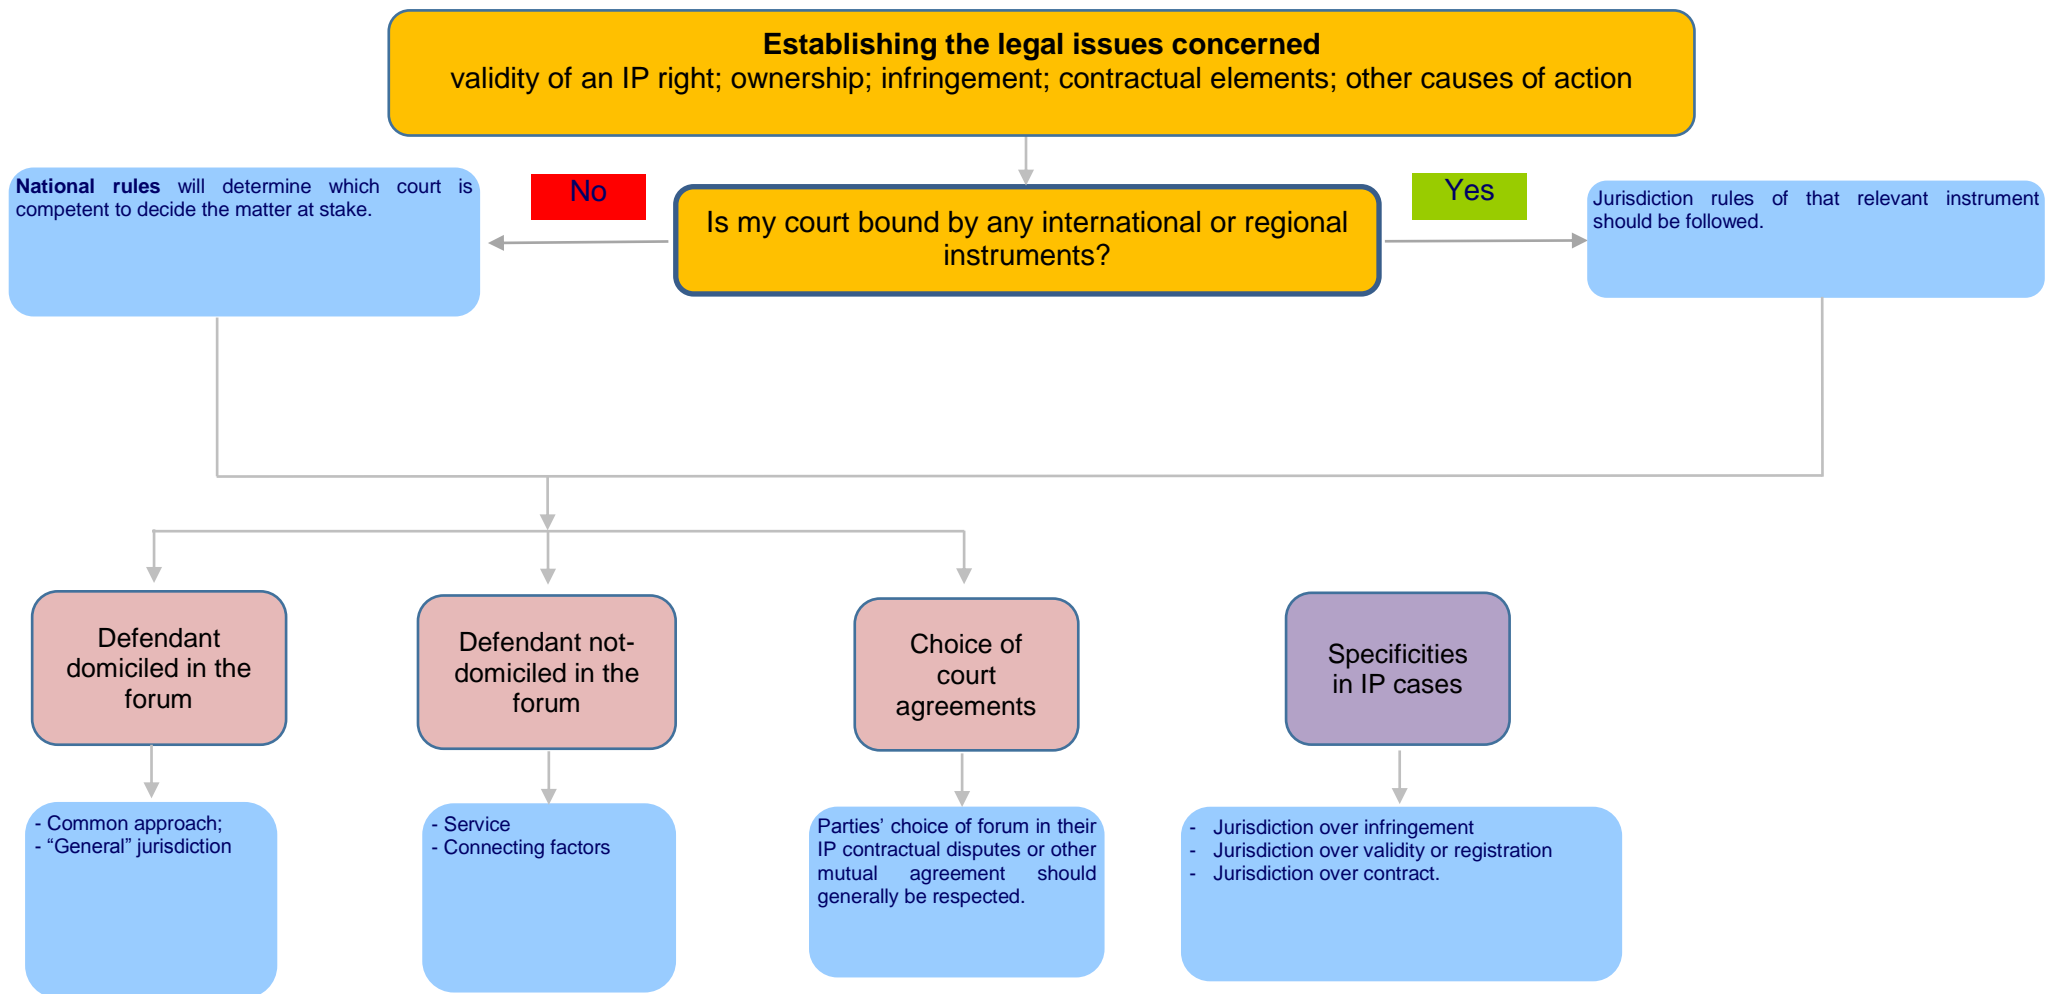 Establishing the legal issues concerned
validity of an IP right; ownership; infringement; contractual elements; other causes of action
National rules will determine which court is
competent to decide the matter at stake.
No
Is my court bound by any international or regional
instruments?
Yes
Jurisdiction rules of that relevant instrument
should be followed.
Defendant
domiciled in the
forum
Defendant not-
domiciled in the
forum
Choice of
court
agreements
Specificities
in IP cases
- Common approach;
- “General” jurisdiction
- Service
- Connecting factors
Parties’ choice of forum in their
IP contractual disputes or other
mutual agreement should
generally be respected.
- Jurisdiction over infringement
- Jurisdiction over validity or registration
- Jurisdiction over contract.